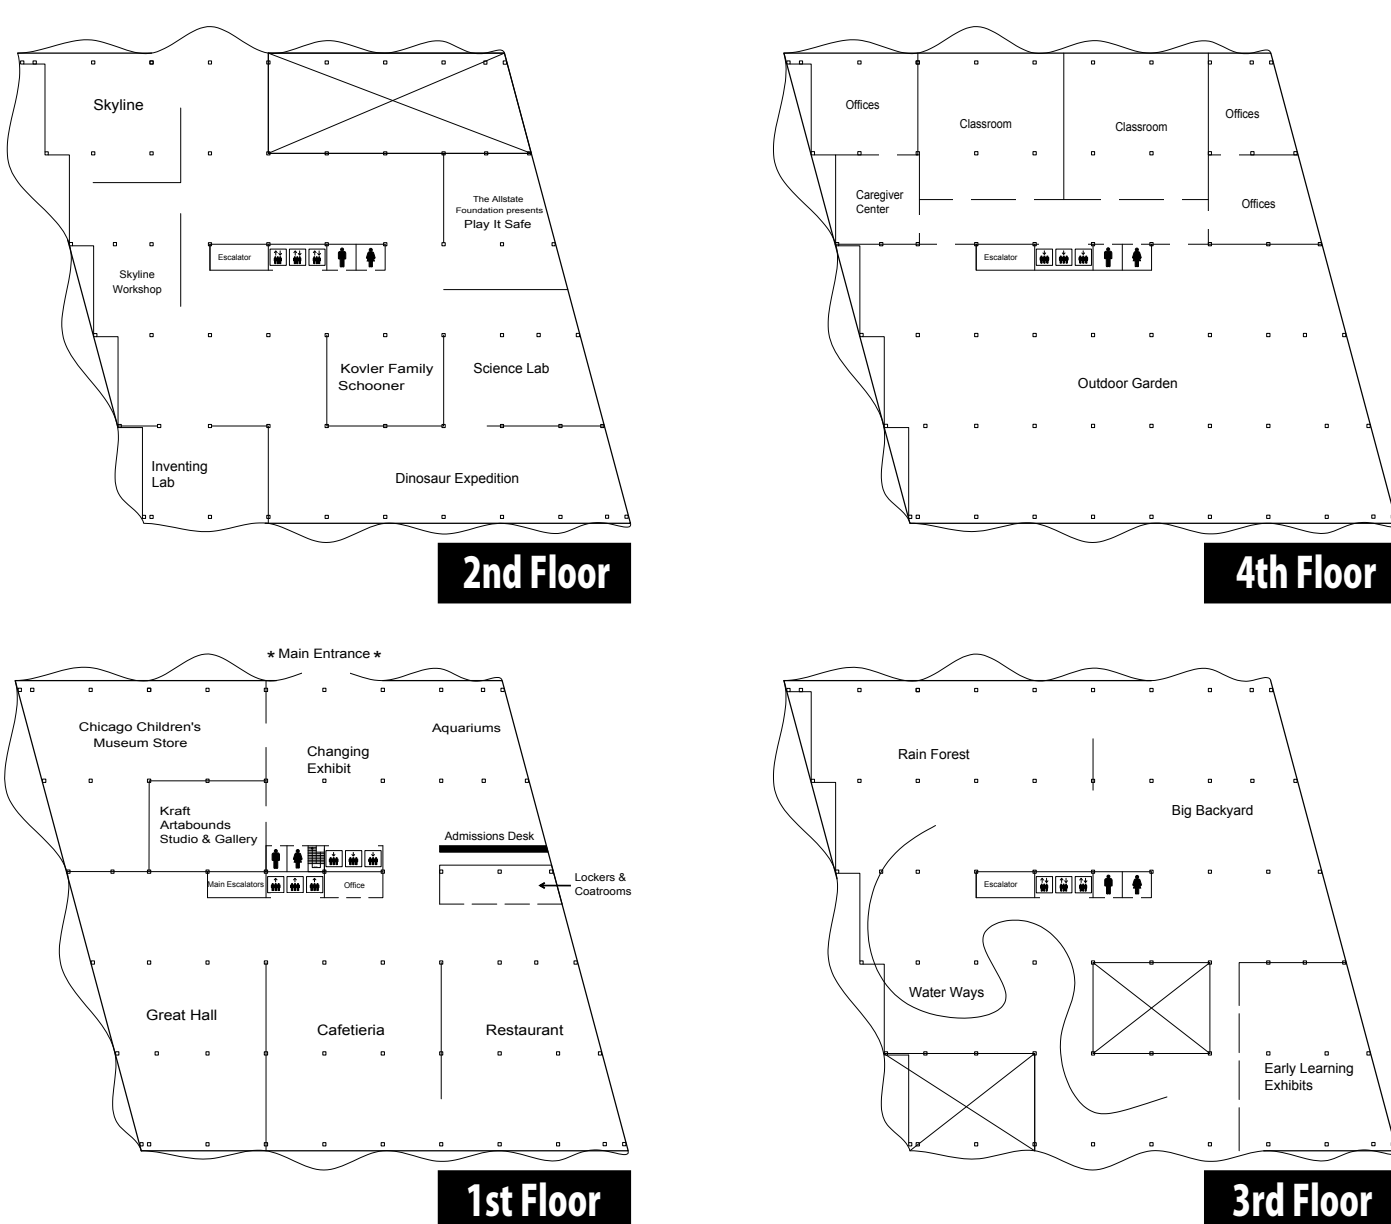 Skyline
The Allstate
Foundation presents
Play It Safe
Escalator
Skyline
Workshop
Kovler Family
Schooner
Science Lab
Inventing
Lab
Dinosaur Expedition
2nd Floor
Offices
Classroom
Classroom
Offices
Caregiver
Center
Offices
Escalator
Outdoor Garden
4th Floor
* Main Entrance *
Chicago Children's
Museum Store
Aquariums
Changing
Exhibit
Kraft
Artabounds
Studio & Gallery
Admissions Desk
Main Escalators
Office
Lockers &
Coatrooms
Great Hall
Cafetieria
Restaurant
1st Floor
Rain Forest
Big Backyard
Escalator
Water Ways
Early Learning
Exhibits
3rd Floor